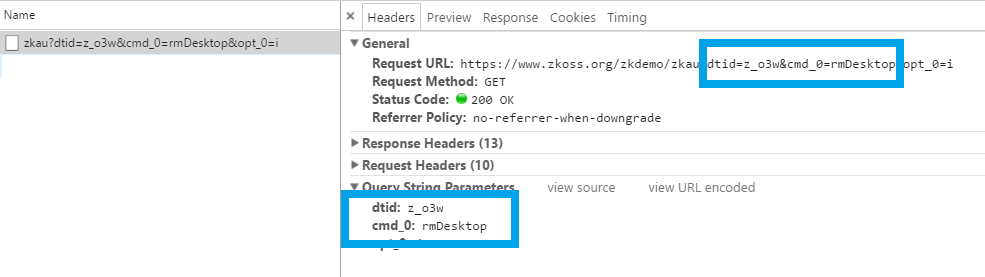 Name
zkau?dtid=z_o3w&cmd_0=rmDesktop&opt_0=i
× Headers Preview Response Cookies Timing
▼ General
Request URL: https://www.zkoss.org/zkdemo/zkau?dtid=z_o3w&cmd_0=rmDesktop&opt_0=i
Request Method: GET
Status Code: 200 OK
Referrer Policy: no-referrer-when-downgrade
▶ Response Headers (13)
▶ Request Headers (10)
▼ Query String Parameters view source view URL encoded
dtid: z_o3w
cmd_0: rmDesktop